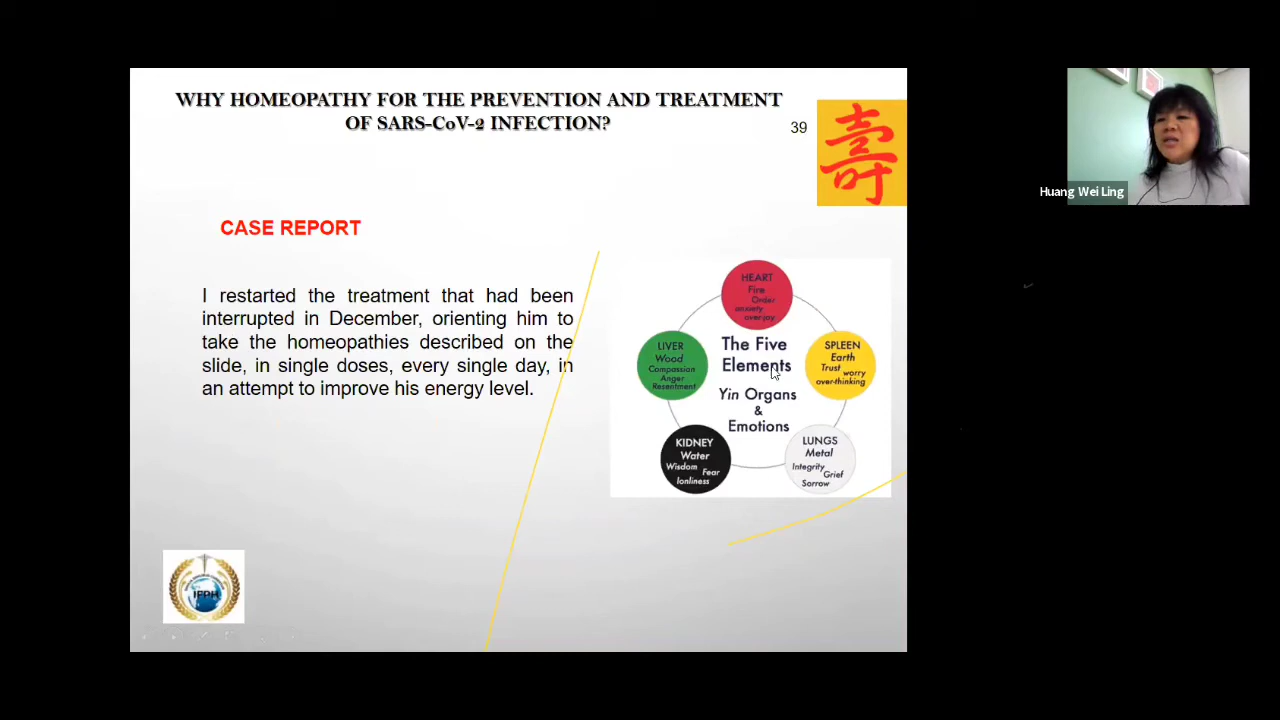 WHY HOMEOPATHY FOR THE PREVENTION AND TREATMENT
OF SARS-CoV-2 INFECTION?
39
壽
Huang Wei Ling
CASE REPORT
I restarted the treatment that had been
interrupted in December, orienting him to
take the homeopathies described on the
slide, in single doses, every single day, in
an attempt to improve his energy level.
HEART
Fire
Order
anxiety
overjoy
LIVER
Wood
Compassion
Anger
Resentment
The Five
Elements
Yin Organs
&
Emotions
SPLEEN
Earth
Trust worry
over-thinking
KIDNEY
Water
Wisdom Fear
lonliness
LUNGS
Metal
Integrity Grief
Sorrow
IFPH